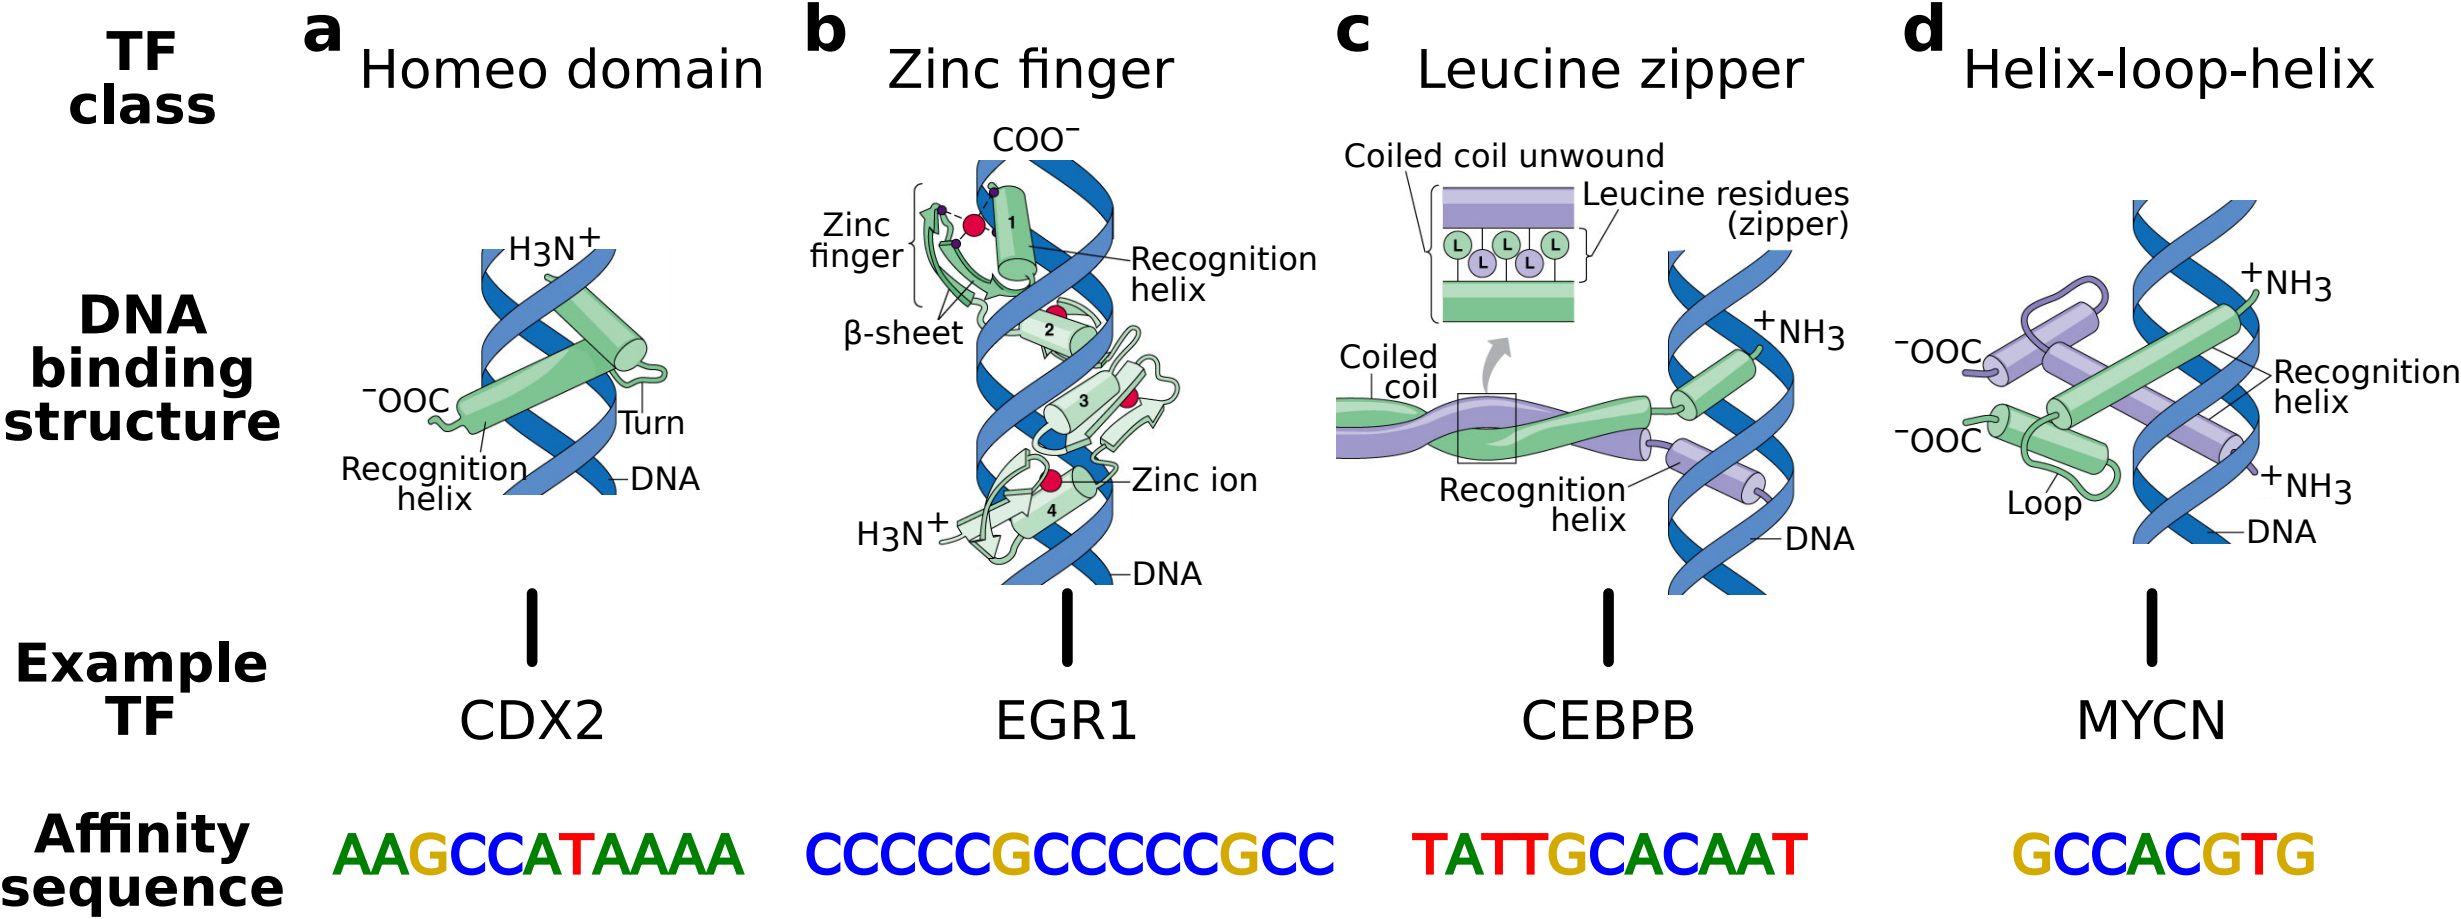 TF
class
a
Homeo domain
b
Zinc finger
c
Leucine zipper
d
Helix-loop-helix
DNA
binding
structure
H3N+
−OOC
Turn
Recognition
helix
DNA
COO−
Zinc
finger
1
Recognition
helix
β-sheet
2
3
Zinc ion
4
H3N+
DNA
Coiled coil unwound
Leucine residues
(zipper)
L L L
L L
+NH3
Coiled
coil
Recognition
helix
DNA
+NH3
−OOC
Recognition
helix
−OOC
+NH3
Loop
DNA
Example
TF
CDX2
EGR1
CEBPB
MYCN
Affinity
sequence
AAGCCATAAAA
CCCCCGCCCCCGCC
TATTGCACAAT
GCCACGTG